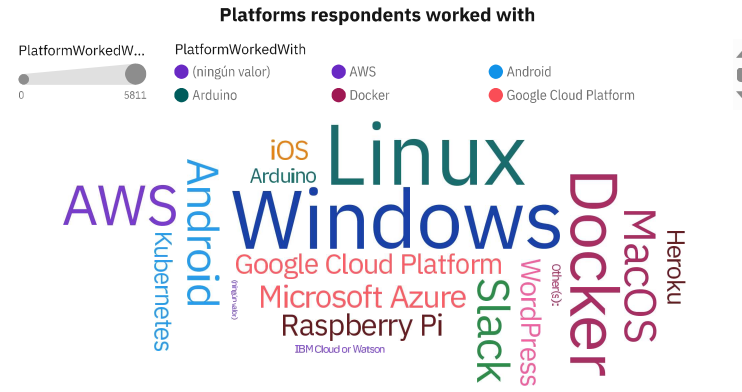 Platforms respondents worked with
PlatformWorkedW...
PlatformWorkedWith
(ningún valor)
AWS
Android
0
5811
Arduino
Docker
Google Cloud Platform
Linux
iOS
Arduino
AWS
Android
Windows
Docker
MacOS
Heroku
Kubernetes
Google Cloud Platform
WordPress
Other(s):
(ningún valor)
Microsoft Azure
Slack
Raspberry Pi
IBM Cloud or Watson